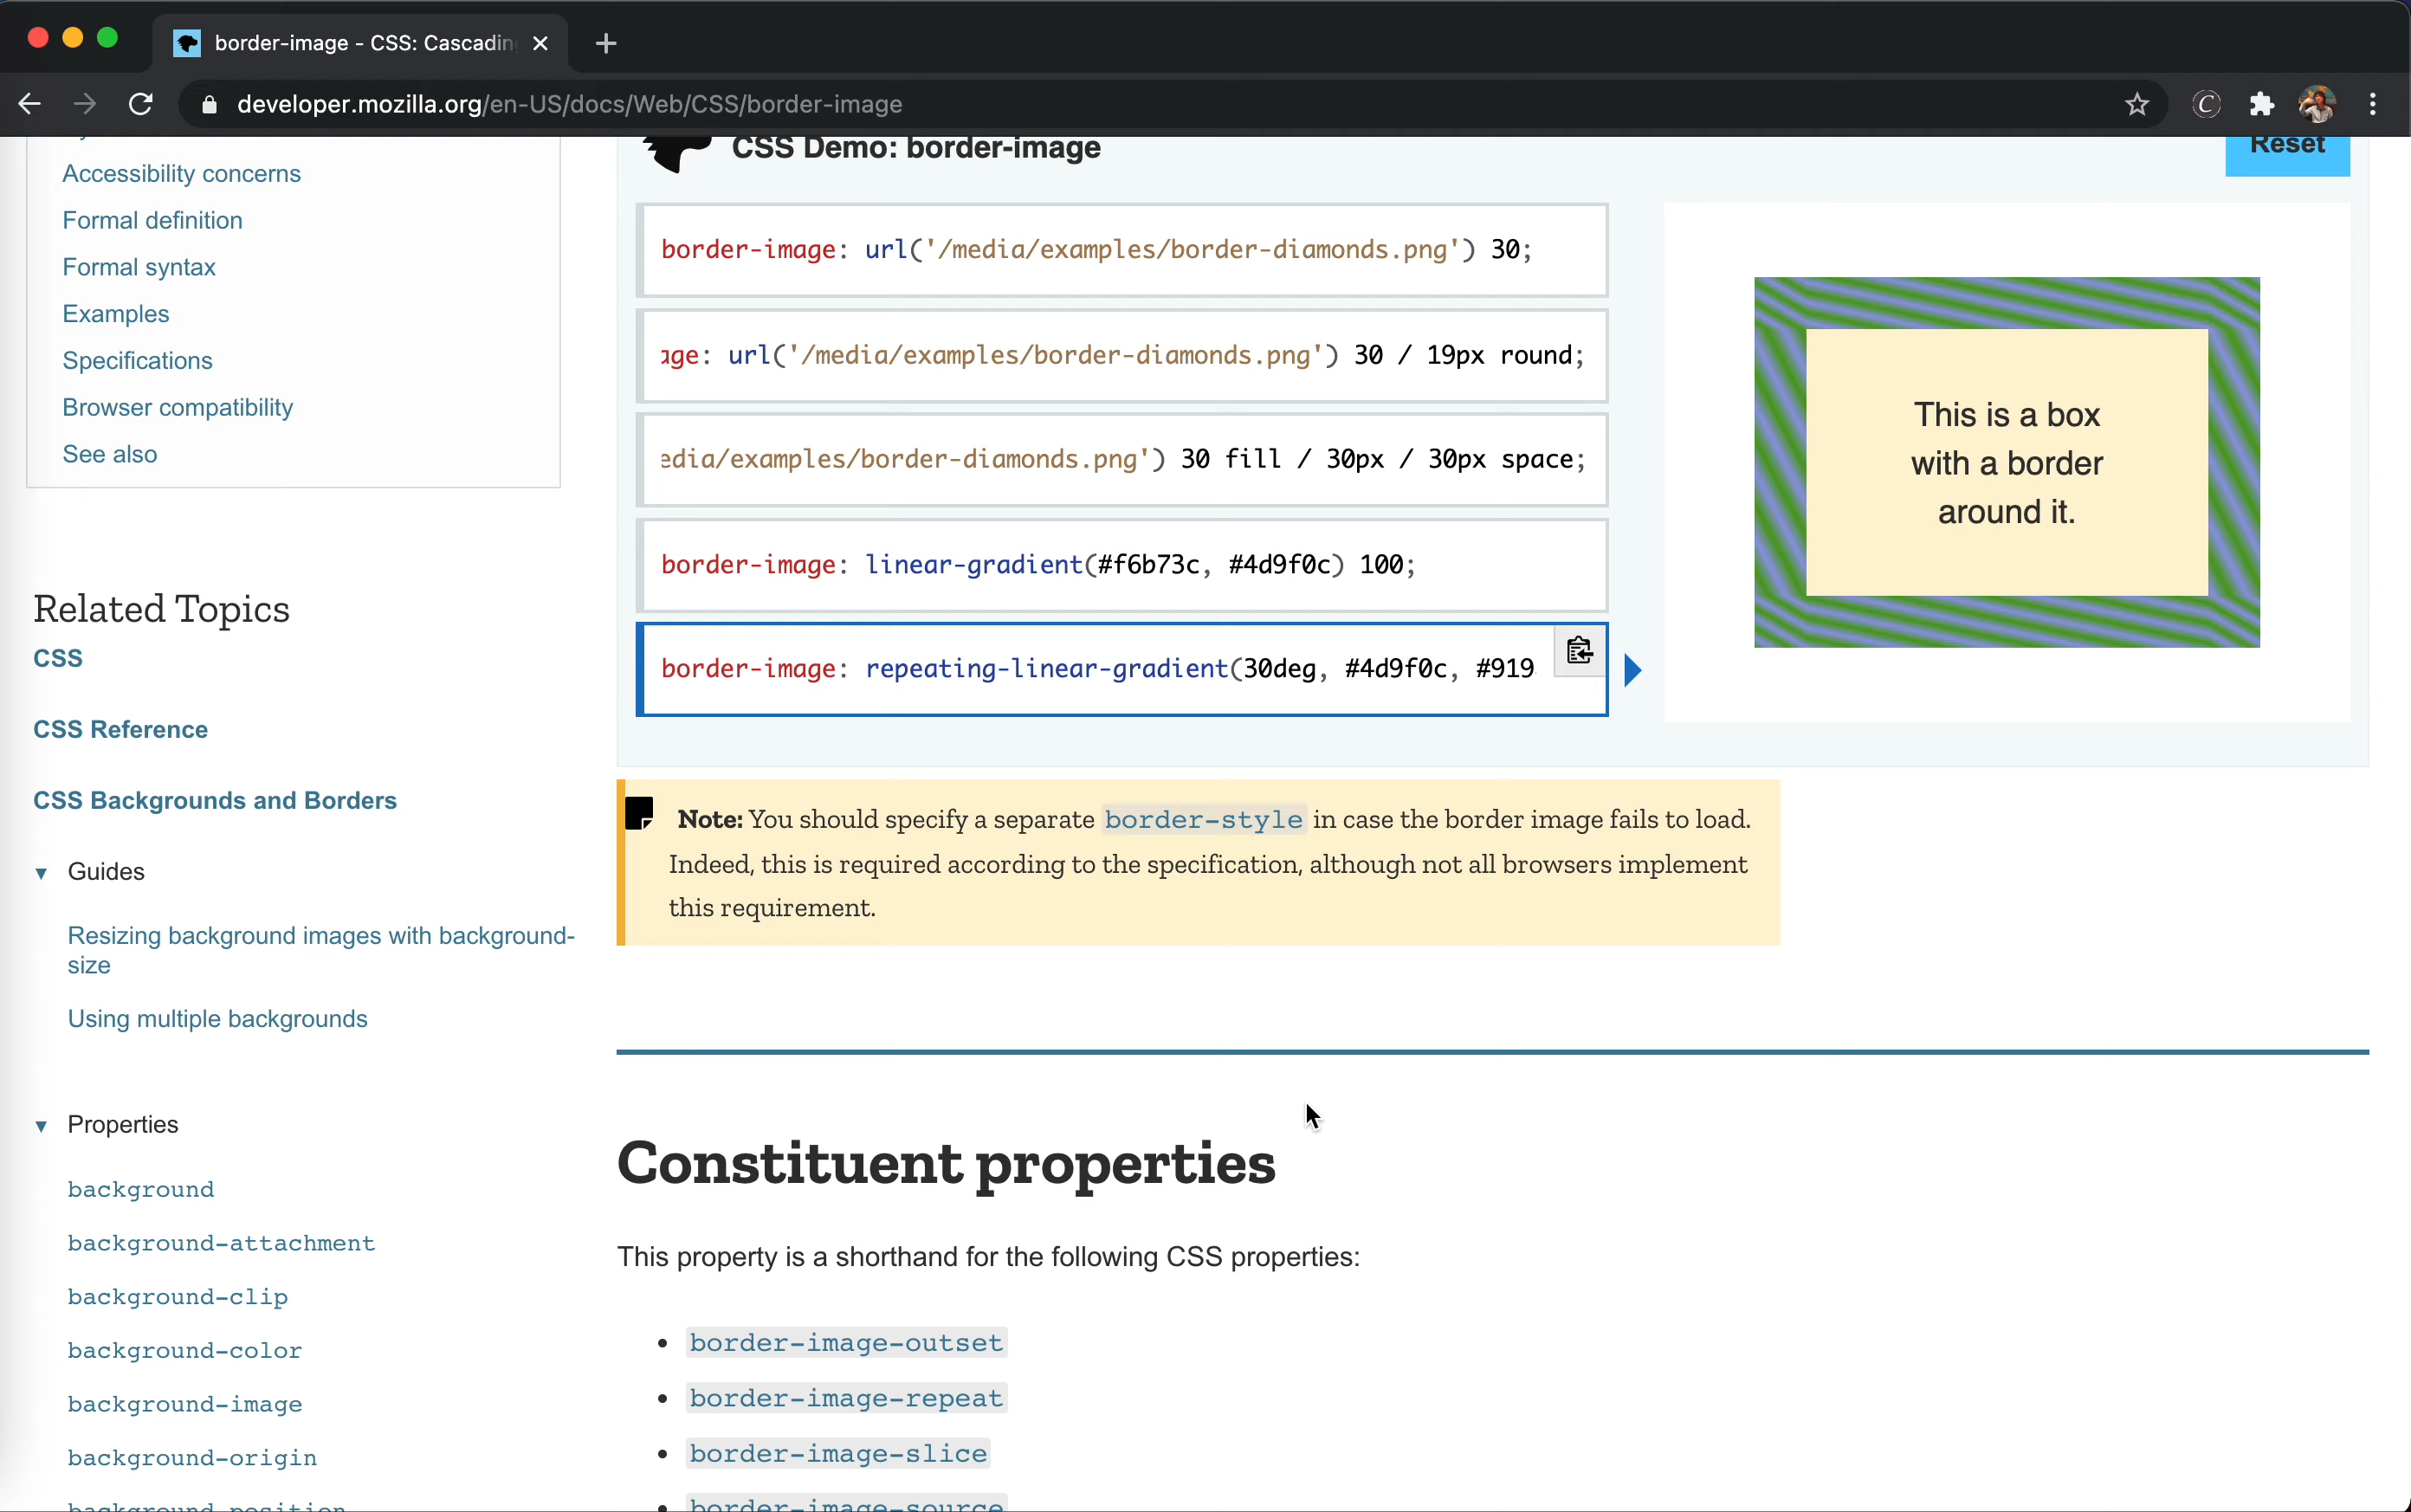 border-image - CSS: Cascading
developer.mozilla.org/en-US/docs/Web/CSS/border-image
Accessibility concerns
Formal definition
Formal syntax
Examples
Specifications
Browser compatibility
See also
Related Topics
CSS
CSS Reference
CSS Backgrounds and Borders
Guides
Resizing background images with background-
size
Using multiple backgrounds
Properties
background
background-attachment
background-clip
background-color
background-image
background-origin
background-position
CSS Demo: border-image
Reset
border-image: url('/media/examples/border-diamonds.png') 30;
age: url('/media/examples/border-diamonds.png') 30 / 19px round;
edia/examples/border-diamonds.png') 30 fill / 30px / 30px space;
border-image: linear-gradient(#f6b73c, #4d9f0c) 100;
border-image: repeating-linear-gradient(30deg, #4d9f0c, #919
This is a box
with a border
around it.
Note: You should specify a separate border-style in case the border image fails to load.
Indeed, this is required according to the specification, although not all browsers implement
this requirement.
Constituent properties
This property is a shorthand for the following CSS properties:
• border-image-outset
• border-image-repeat
• border-image-slice
• border-image-source